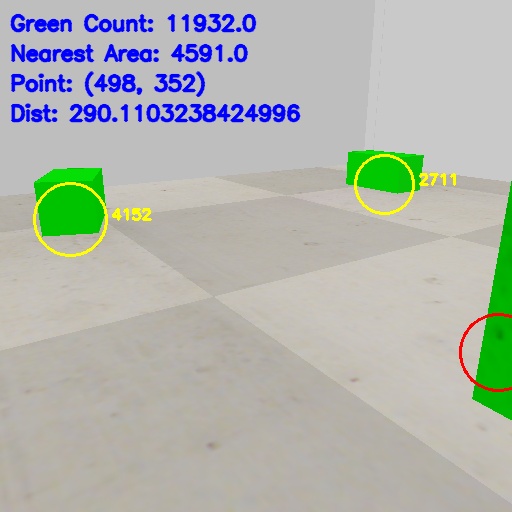 Green Count: 11932.0
Nearest Area: 4591.0
Point: (498, 352)
Dist: 290.1103238424996
2711
4152